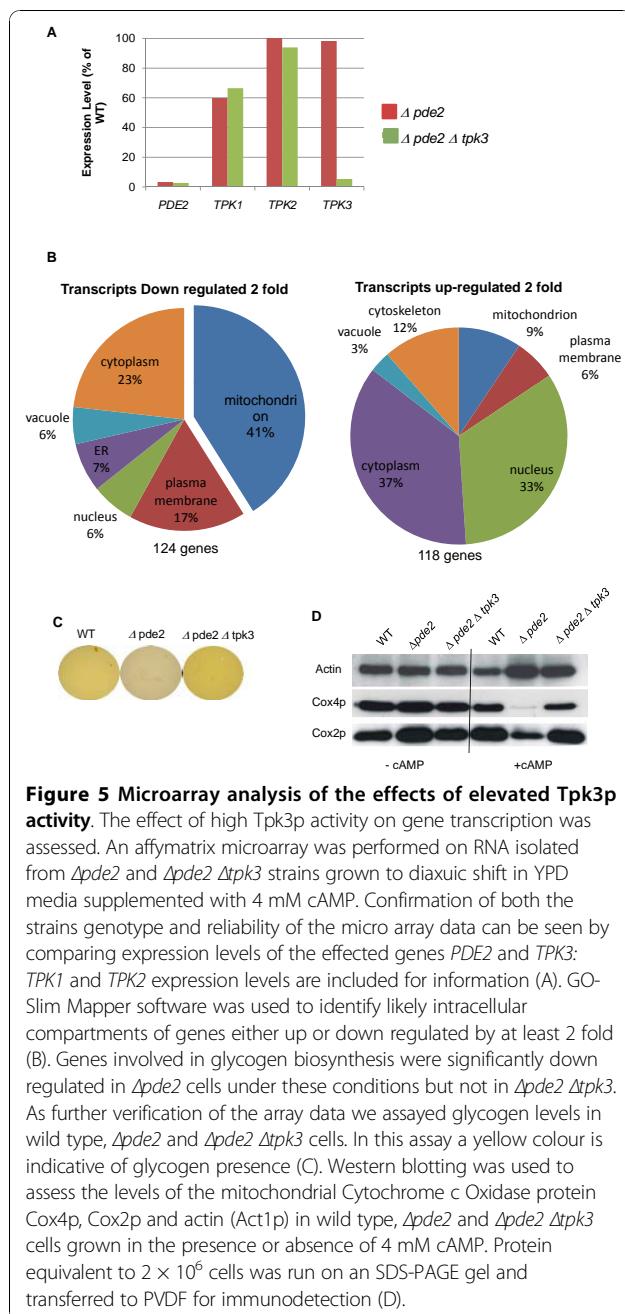 A
Expression Level (% of
WT)
100
80
60
40
20
0
PDE2 TPK1 TPK2 TPK3
Δ pde2
Δ pde2 Δ tpk3
B
Transcripts Down regulated 2 fold
cytoplasm
23%
vacuole
6%
ER
7%
nucleus
6%
plasma
membrane
17%
mitochondri
on
41%
124 genes
Transcripts up-regulated 2 fold
cytoskeleton
12%
vacuole
3%
mitochondrion
9%
plasma
membrane
6%
cytoplasm
37%
nucleus
33%
118 genes
C
WT Δ pde2 Δ pde2 Δ tpk3
D
WT Δpde2 Δ pde2 Δ tpk3 WT Δ pde2 Δ pde2 Δ tpk3
Actin
Cox4p
Cox2p
- cAMP +cAMP
Figure 5 Microarray analysis of the effects of elevated Tpk3p
activity. The effect of high Tpk3p activity on gene transcription was
assessed. An affymatrix microarray was performed on RNA isolated
from Δpde2 and Δpde2 Δtpk3 strains grown to diauxic shift in YPD
media supplemented with 4 mM cAMP. Confirmation of both the
strains genotype and reliability of the micro array data can be seen by
comparing expression levels of the effected genes PDE2 and TPK3:
TPK1 and TPK2 expression levels are included for information (A). GO-
Slim Mapper software was used to identify likely intracellular
compartments of genes either up or down regulated by at least 2 fold
(B). Genes involved in glycogen biosynthesis were significantly down
regulated in Δpde2 cells under these conditions but not in Δpde2 Δtpk3.
As further verification of the array data we assayed glycogen levels in
wild type, Δpde2 and Δpde2 Δtpk3 cells. In this assay a yellow colour is
indicative of glycogen presence (C). Western blotting was used to
assess the levels of the mitochondrial Cytochrome c Oxidase protein
Cox4p, Cox2p and actin (Act1p) in wild type, Δpde2 and Δpde2 Δtpk3
cells grown in the presence or absence of 4 mM cAMP. Protein
equivalent to 2 × 10⁶ cells was run on an SDS-PAGE gel and
transferred to PVDF for immunodetection (D).